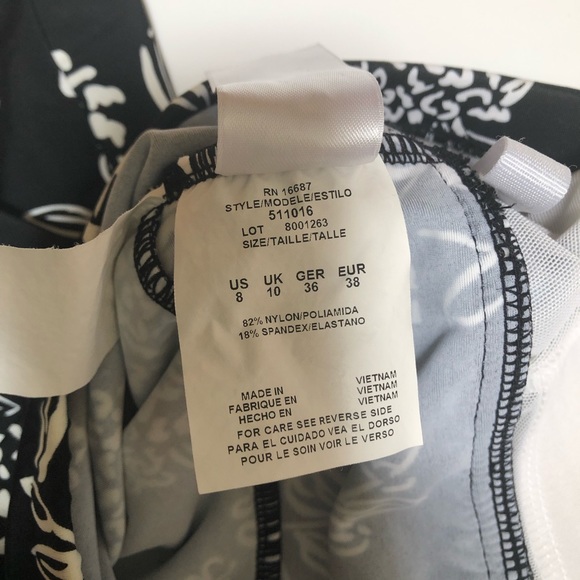 RN 16687
STYLE/MODELE/ESTILO
511016
LOT 8001263
SIZE/TAILLE/TALLE
US UK GER EUR
8 10 36 38
82% NYLON/POLIAMIDA
18% SPANDEX/ELASTANO
MADE IN VIETNAM
FABRIQUE EN VIETNAM
HECHO EN VIETNAM
FOR CARE SEE REVERSE SIDE
PARA EL CUIDADO VEA EL DORSO
POUR LE SOIN VOIR LE VERSO